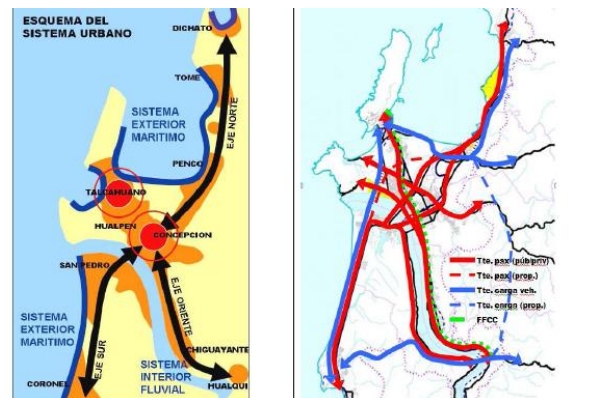 ESQUEMA DEL
SISTEMA URBANO
DICHATO
TOME
SISTEMA
EXTERIOR
MARITIMO
EJE NORTE
PENCO
TALCAHUANO
HUALPEN
CONCEPCION
SAN PEDRO
EJE ORIENTE
SISTEMA
EXTERIOR
MARITIMO
EJE SUR
CHIGUAYANTE
SISTEMA
INTERIOR
FLUVIAL
HUALQUI
CORONEL
Tte. pax (púb/priv)
Tte. pax (prop.)
Tte. carga veh.
Tte. carga (prop.)
FFCC